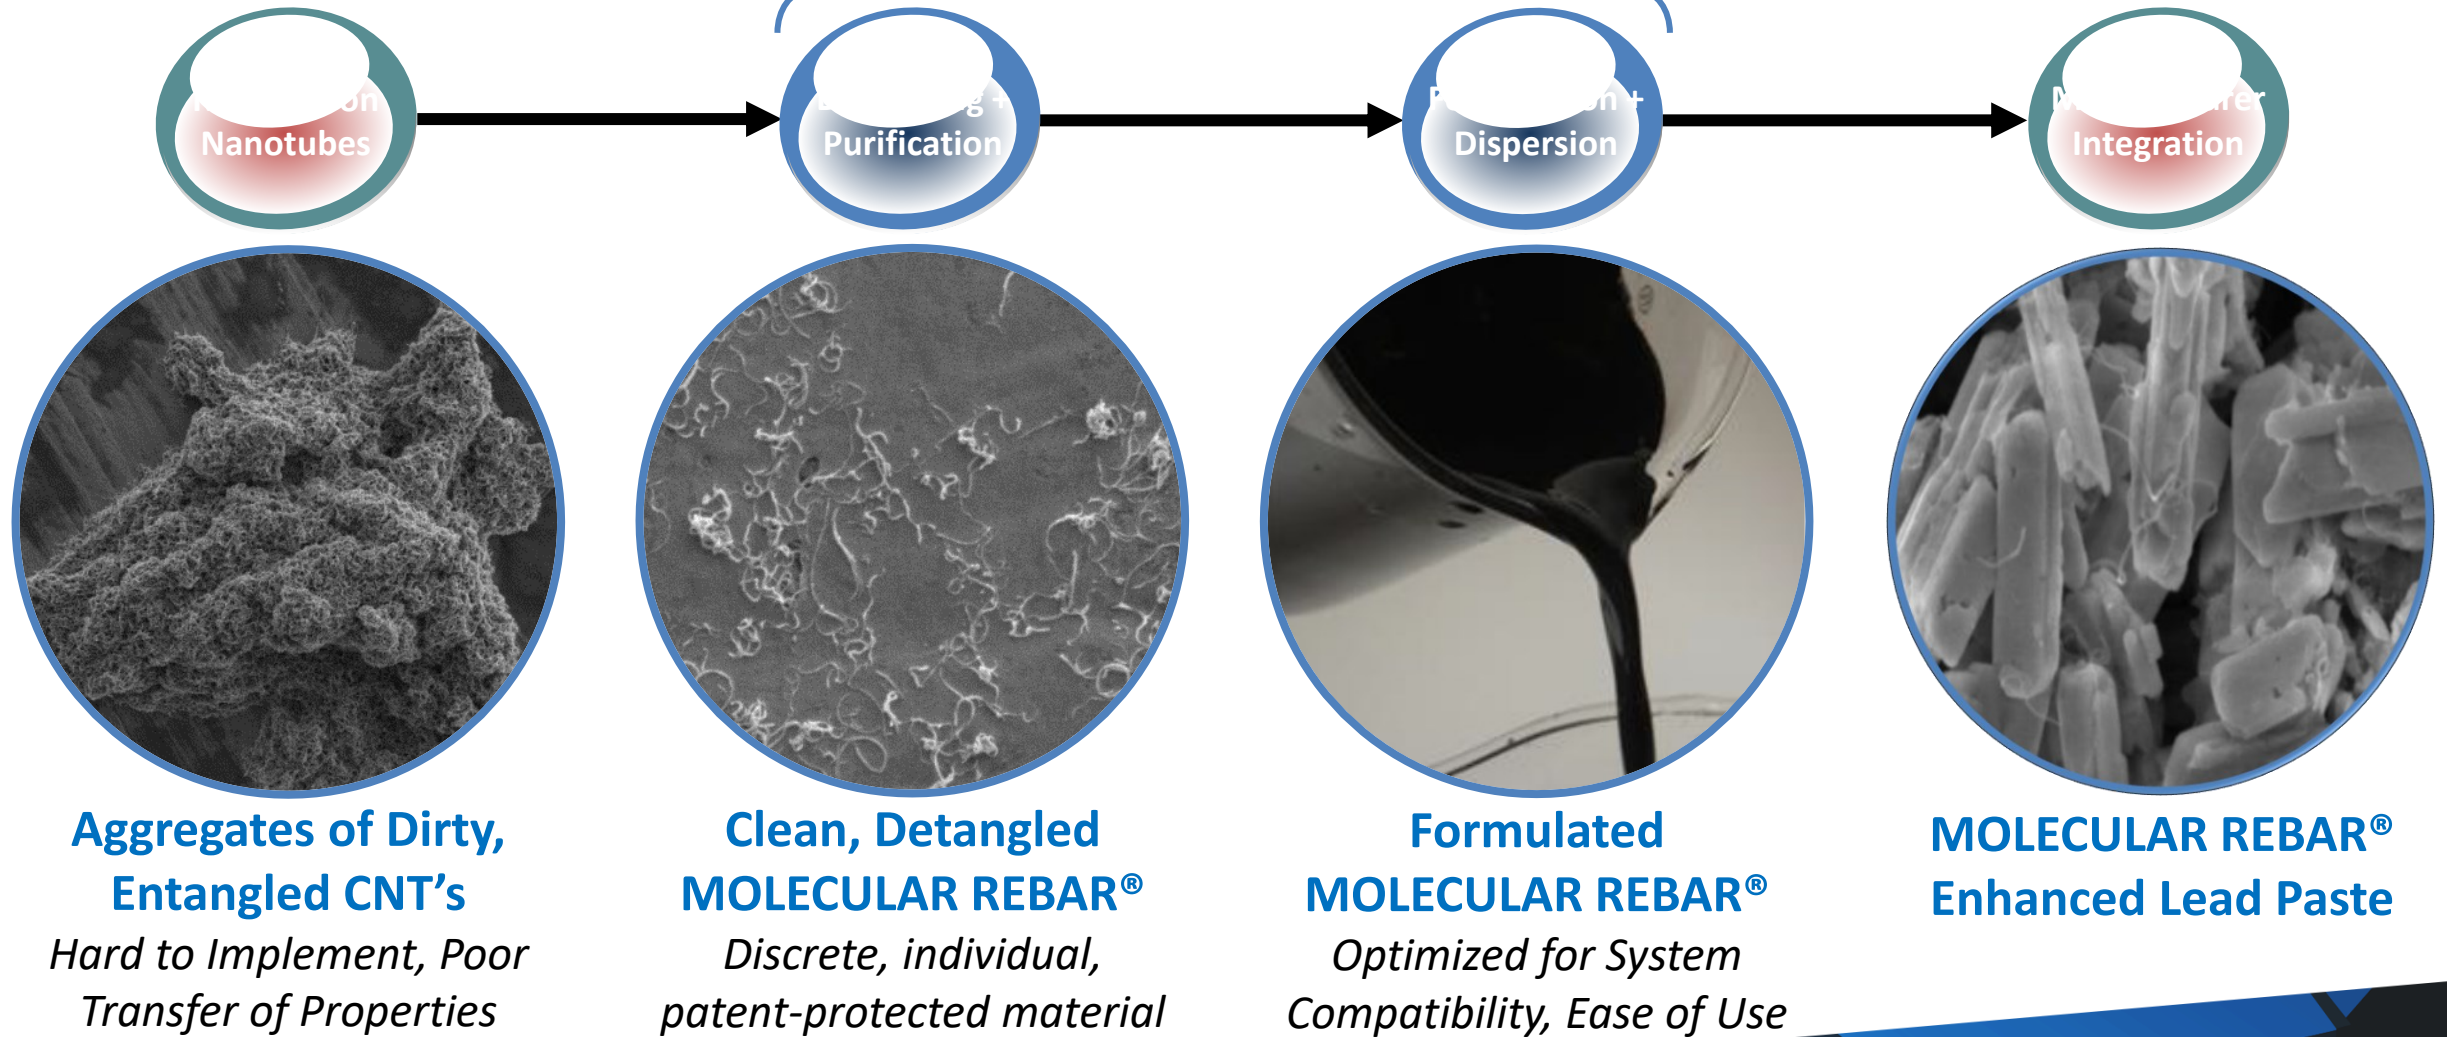 Nanotubes
Purification
Dispersion
Integration
Aggregates of Dirty,
Entangled CNT’s
Hard to Implement, Poor
Transfer of Properties
Clean, Detangled
MOLECULAR REBAR®
Discrete, individual,
patent-protected material
Formulated
MOLECULAR REBAR®
Optimized for System
Compatibility, Ease of Use
MOLECULAR REBAR®
Enhanced Lead Paste